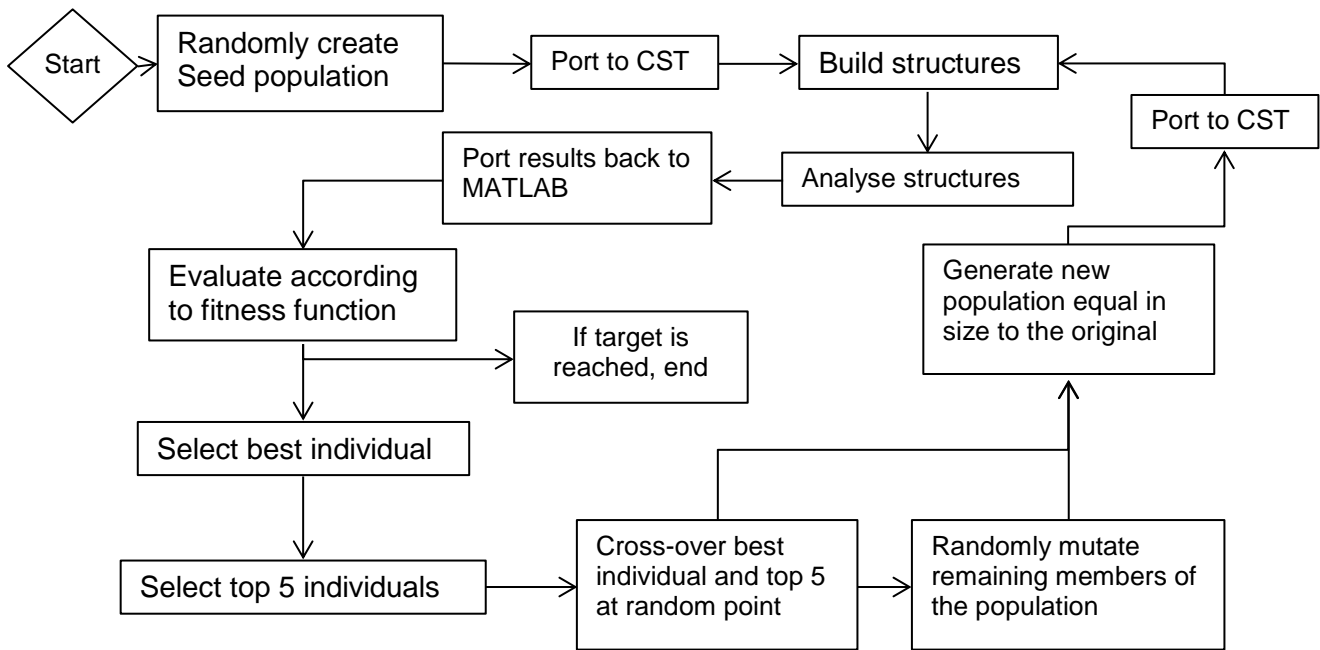 Start
Randomly create
Seed population
Port to CST
Build structures
Port to CST
Analyse structures
Port results back to
MATLAB
Evaluate according
to fitness function
If target is
reached, end
Select best individual
Select top 5 individuals
Cross-over best
individual and top 5
at random point
Randomly mutate
remaining members of
the population
Generate new
population equal in
size to the original